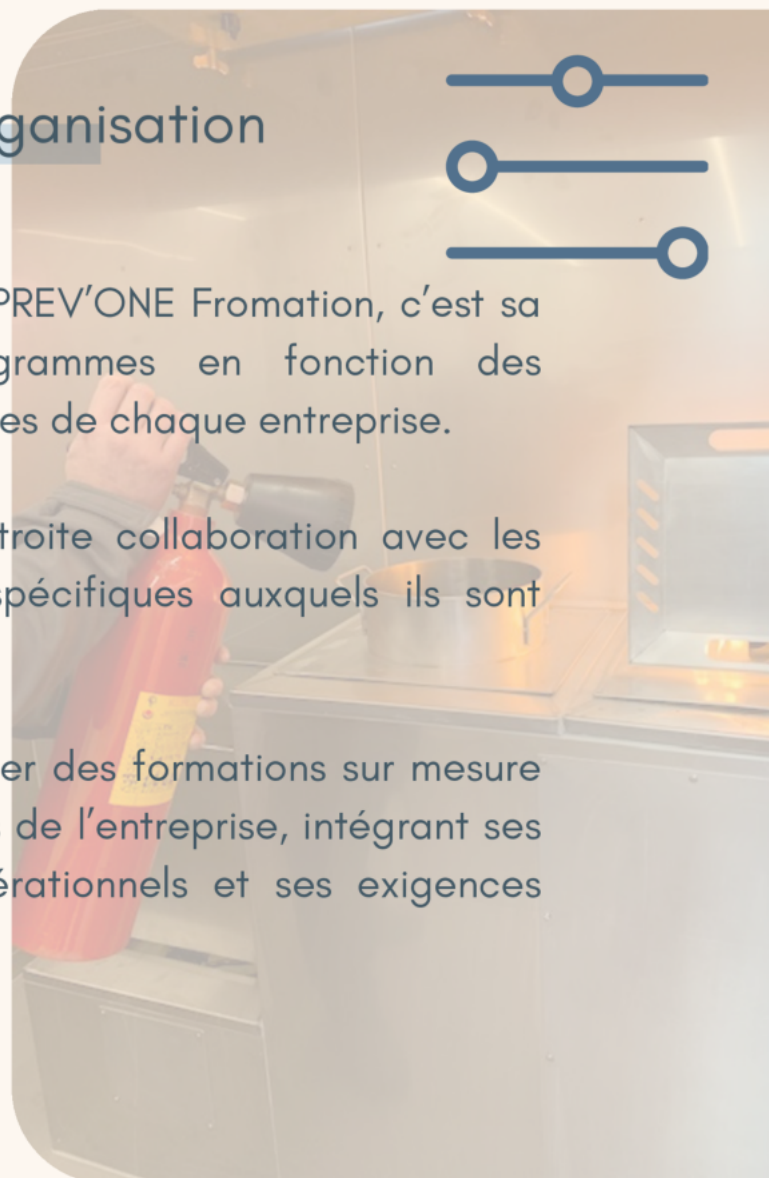 ganisation
PREV'ONE Fromation, c'est sa
grammes en fonction des
es de chaque entreprise.
troite collaboration avec les
spécifiques auxquels ils sont
er des formations sur mesure
de l'entreprise, intégrant ses
érationnels et ses exigences